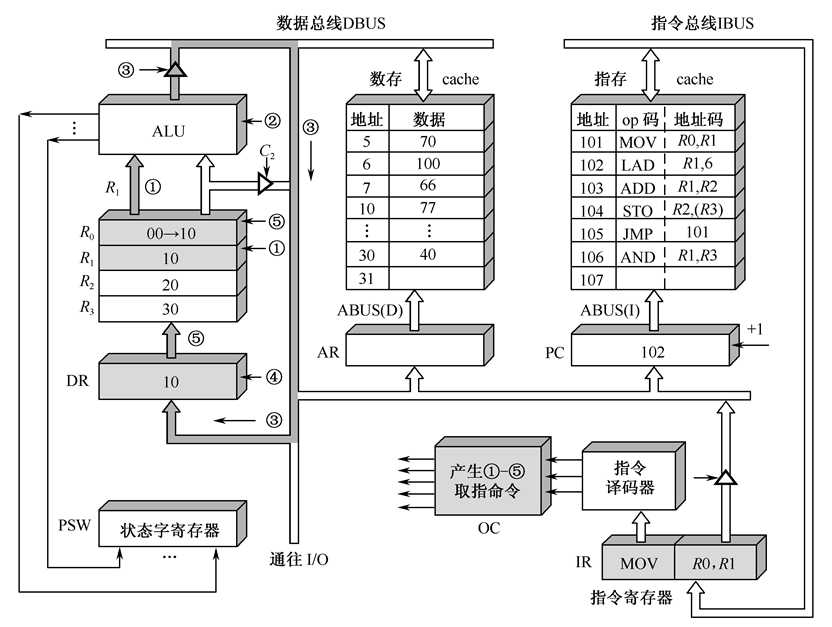 数据总线DBUS
指令总线IBUS
③
数存 cache
指存 cache
ALU
②
…
③
C₂
R₁ ①
地址 数据
5 70
6 100
7 66
10 77
⋮ ⋮
30 40
31
地址 op 码 地址码
101 MOV R0,R1
102 LAD R1,6
103 ADD R1,R2
104 STO R2,(R3)
105 JMP 101
106 AND R1,R3
107
⑤
R₀ 00→10
①
R₁ 10
R₂ 20
R₃ 30
ABUS(D)
ABUS(I)
⑤
AR
PC 102 +1
DR 10 ④
③
产生①–⑤
取指命令
OC
指令
译码器
PSW 状态字寄存器
…
通往 I/O
IR MOV R0, R1
指令寄存器